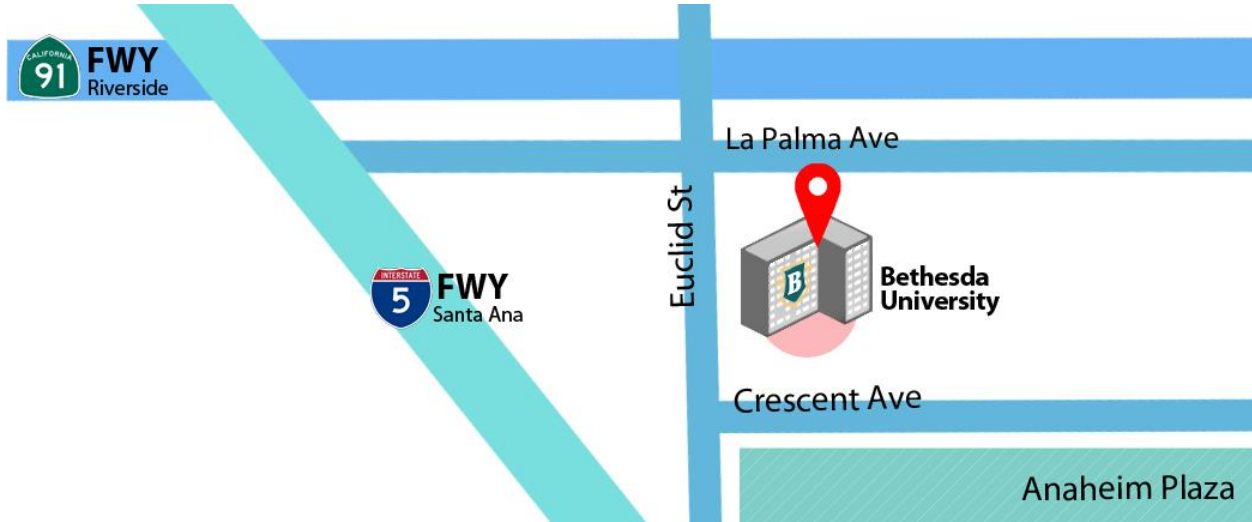 CALIFORNIA
91
FWY
Riverside
La Palma Ave
Euclid St
INTERSTATE
5
FWY
Santa Ana
B
Bethesda
University
Crescent Ave
Anaheim Plaza